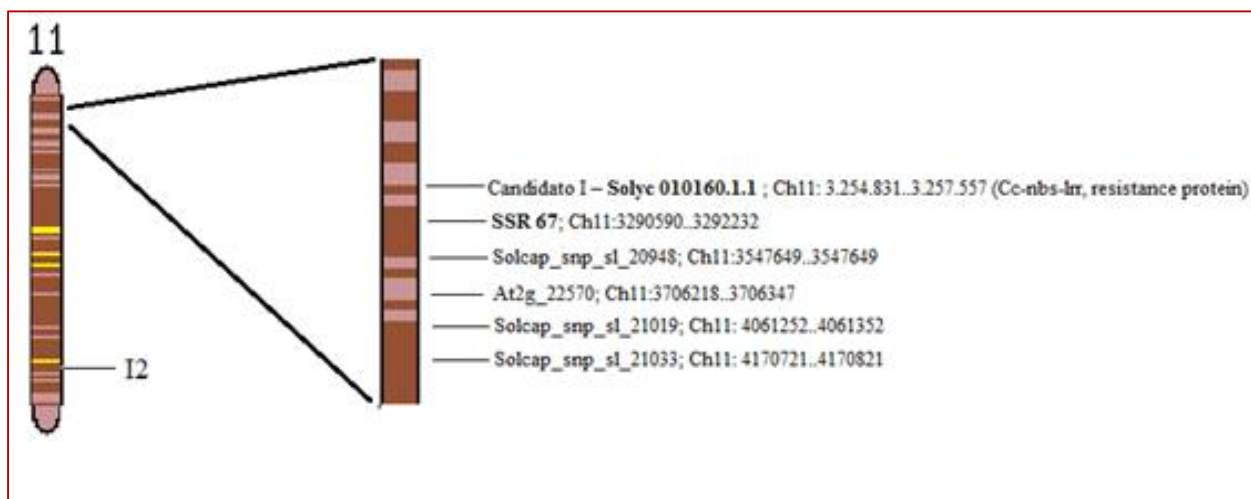 11
Candidato I – Solyc 010160.1.1 ; Ch11: 3.254.831..3.257.557 (Cc-nbs-lrr, resistance protein)
SSR 67; Ch11:3290590..3292232
Solcap_snp_sl_20948; Ch11:3547649..3547649
At2g_22570; Ch11:3706218..3706347
Solcap_snp_sl_21019; Ch11: 4061252..4061352
Solcap_snp_sl_21033; Ch11: 4170721..4170821
I2